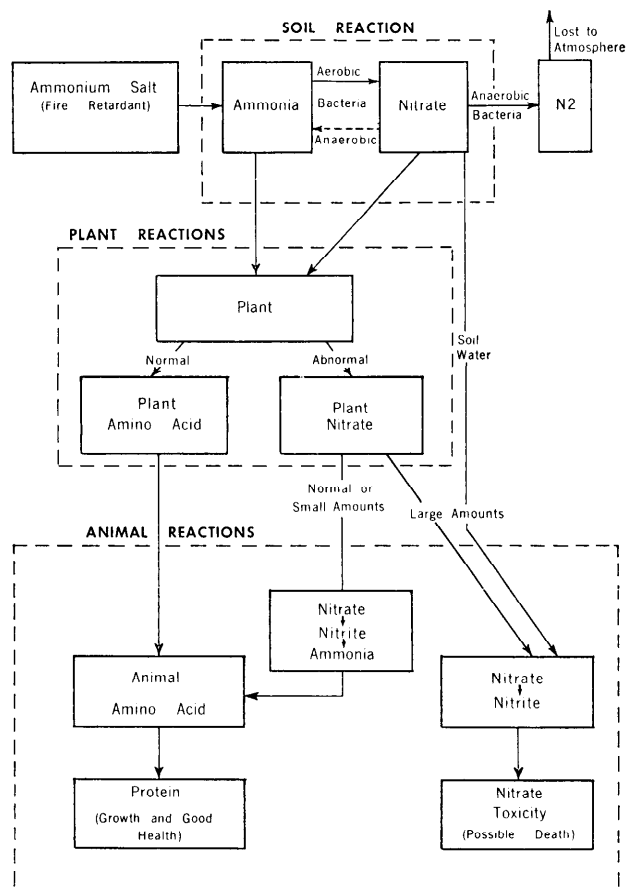 SOIL REACTION
Lost to
Atmosphere
Ammonium Salt
(Fire Retardant)
Ammonia
Aerobic
Bacteria
Anaerobic
Nitrate
Anaerobic
Bacteria
N2
PLANT REACTIONS
Plant
Normal
Abnormal
Soil
Water
Plant
Amino Acid
Plant
Nitrate
Normal or
Small Amounts
Large Amounts
ANIMAL REACTIONS
Nitrate
Nitrite
Ammonia
Animal
Amino Acid
Nitrate
Nitrite
Protein
(Growth and Good
Health)
Nitrate
Toxicity
(Possible Death)